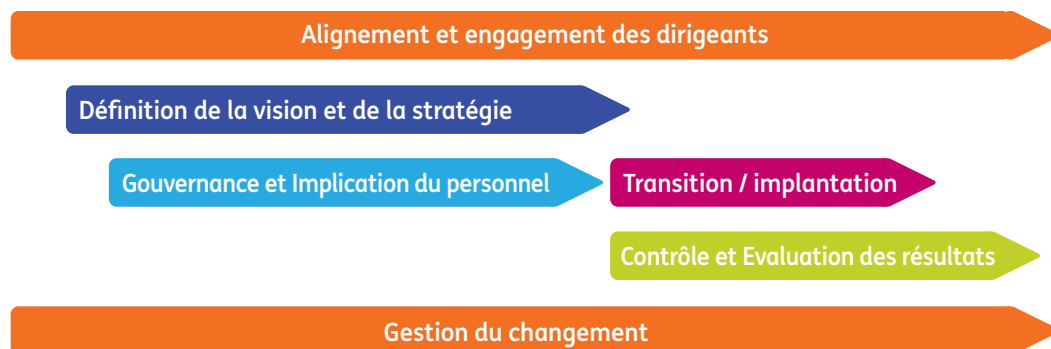 Alignement et engagement des dirigeants
Définition de la vision et de la stratégie
Gouvernance et Implication du personnel
Transition / implantation
Contrôle et Evaluation des résultats
Gestion du changement